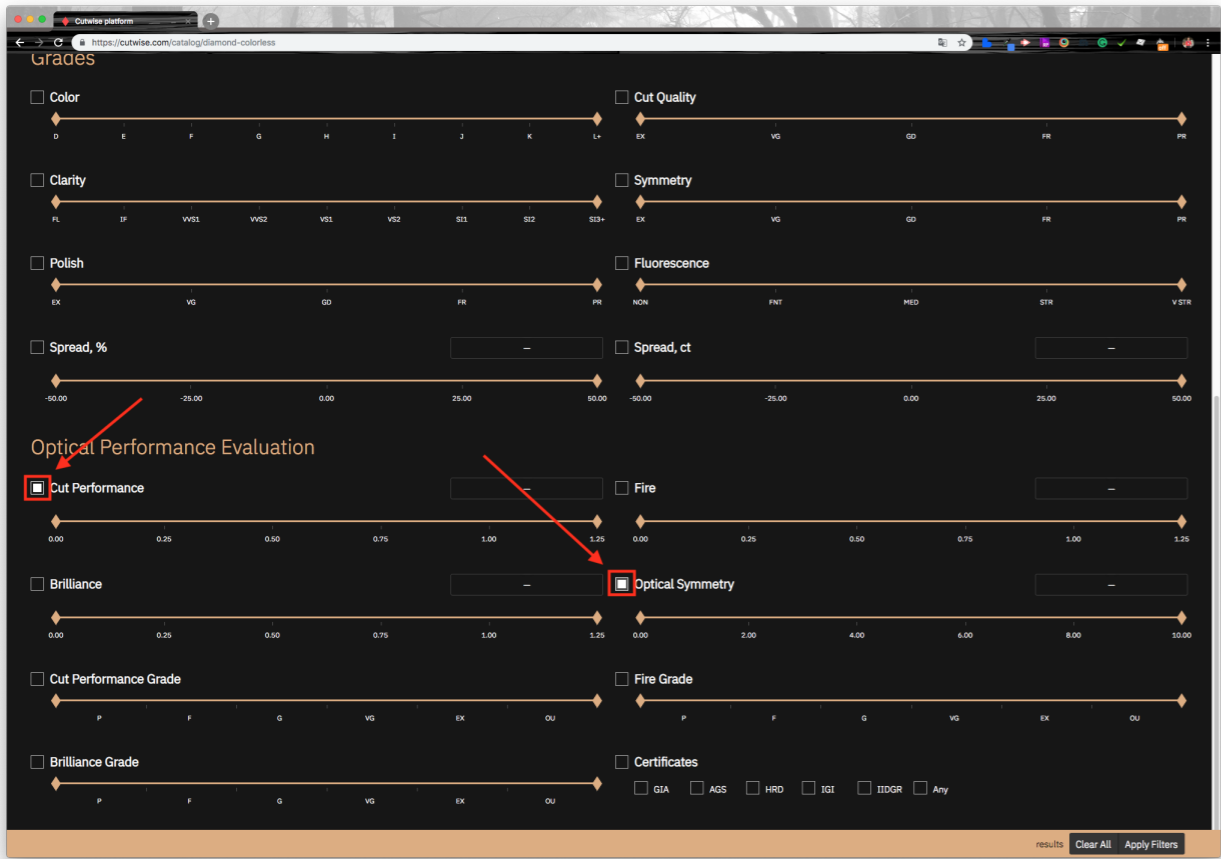 Cutwise platform
https://cutwise.com/catalog/diamond-colorless
Grades
Color
D E F G H I J K L+
Cut Quality
EX VG GD FR PR
Clarity
FL IF VVS1 VVS2 VS1 VS2 SI1 SI2 SI3+
Symmetry
EX VG GD FR PR
Polish
EX VG GD FR PR
Fluorescence
NON FNT MED STR V STR
Spread, % –
-50.00 -25.00 0.00 25.00 50.00
Spread, ct –
-50.00 -25.00 0.00 25.00 50.00
Optical Performance Evaluation
Cut Performance –
0.00 0.25 0.50 0.75 1.00 1.25
Fire –
0.00 0.25 0.50 0.75 1.00 1.25
Brilliance –
0.00 0.25 0.50 0.75 1.00 1.25
Optical Symmetry –
0.00 2.00 4.00 6.00 8.00 10.00
Cut Performance Grade
P F G VG EX OU
Fire Grade
P F G VG EX OU
Brilliance Grade
P F G VG EX OU
Certificates
GIA AGS HRD IGI IIDGR Any
results Clear All Apply Filters